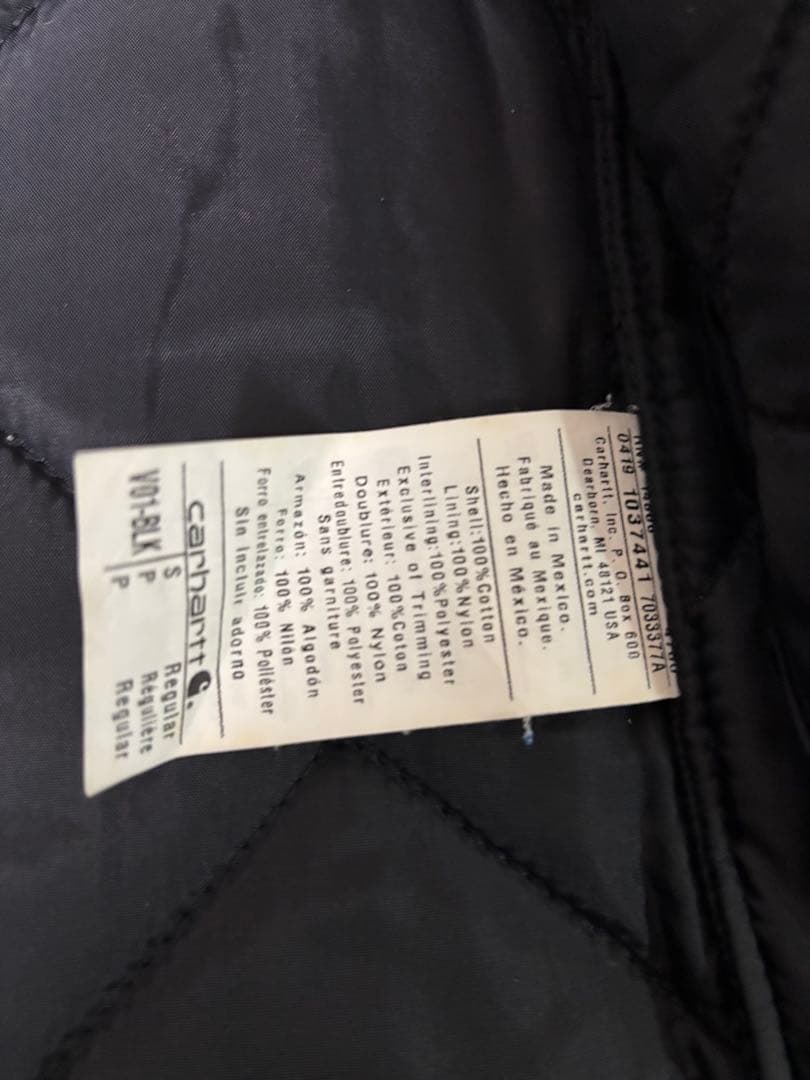 0419 1037441 7033377A
Carhartt, Inc. P.O. Box 600
Dearborn, MI 48121 USA
carhartt.com
Made in Mexico.
Fabriqué au Mexique.
Hecho en México.
Shell:100%Cotton
Lining:100%Nylon
Interlining:100%Polyester
Exclusive of Trimming
Extérieur: 100%Coton
Doublure: 100% Nylon
Entredoublure: 100% Polyester
Sans garniture
Armazón: 100% Algodón
Forro: 100% Nilón
Forro entrelazado: 100% Poliéster
Sin incluir adorno
carhartt
S Regular
V01-BLK P Régulière
P Regular